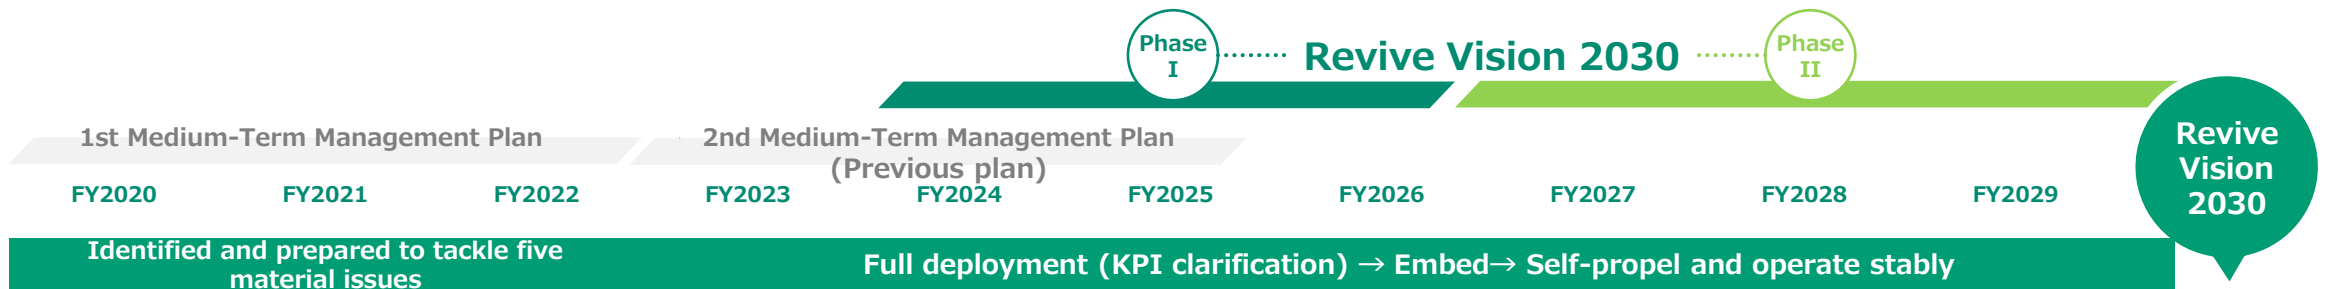 Phase
I
Revive Vision 2030
Phase
II
1st Medium-Term Management Plan
2nd Medium-Term Management Plan
(Previous plan)
FY2020
FY2021
FY2022
FY2023
FY2024
FY2025
FY2026
FY2027
FY2028
FY2029
Revive
Vision
2030
Identified and prepared to tackle five
material issues
Full deployment (KPI clarification) → Embed→ Self-propel and operate stably